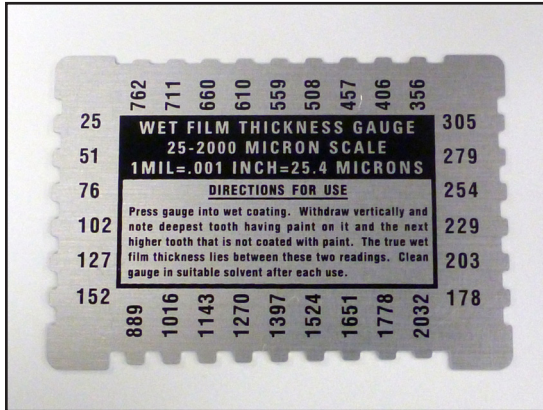 762 711 660 610 559 508 457 406 356
25
51
76
102
127
152
WET FILM THICKNESS GAUGE
25-2000 MICRON SCALE
1MIL=.001 INCH=25.4 MICRONS
DIRECTIONS FOR USE
Press gauge into wet coating. Withdraw vertically and
note deepest tooth having paint on it and the next
higher tooth that is not coated with paint. The true wet
film thickness lies between these two readings. Clean
gauge in suitable solvent after each use.
305
279
254
229
203
178
889 1016 1143 1270 1397 1524 1651 1778 2032